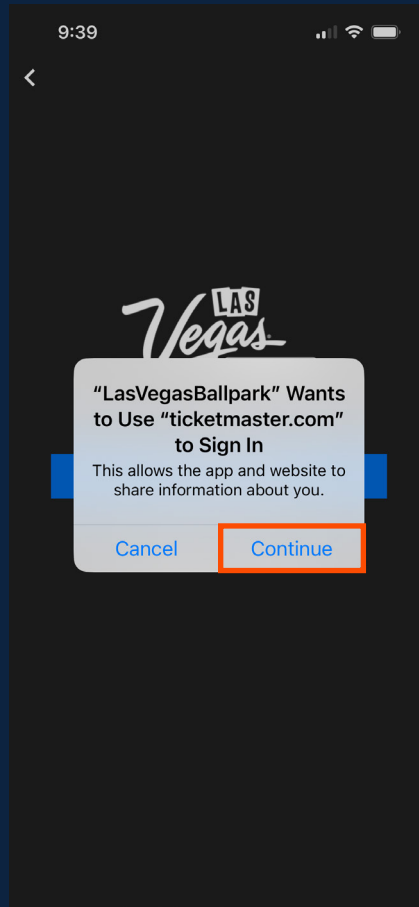 9:39
LAS
Vegas
“LasVegasBallpark” Wants
to Use “ticketmaster.com”
to Sign In
This allows the app and website to
share information about you.
Cancel
Continue